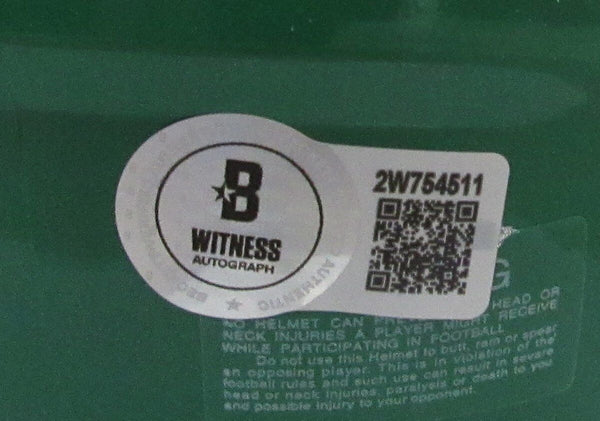 B
WITNESS
AUTOGRAPH
AUTHENTIC
2W754511
G
HEAD OR
NO HELMET CAN
NECK INJURIES A PLAYER MIGHT RECEIVE
WHILE PARTICIPATING IN FOOTBALL
Do not use this Helmet to butt, ram or spear
an opposing player. This is in violation of the
football rules and such use can result in severe
head or neck injuries, paralysis or death to you
and possible injury to your opponent.